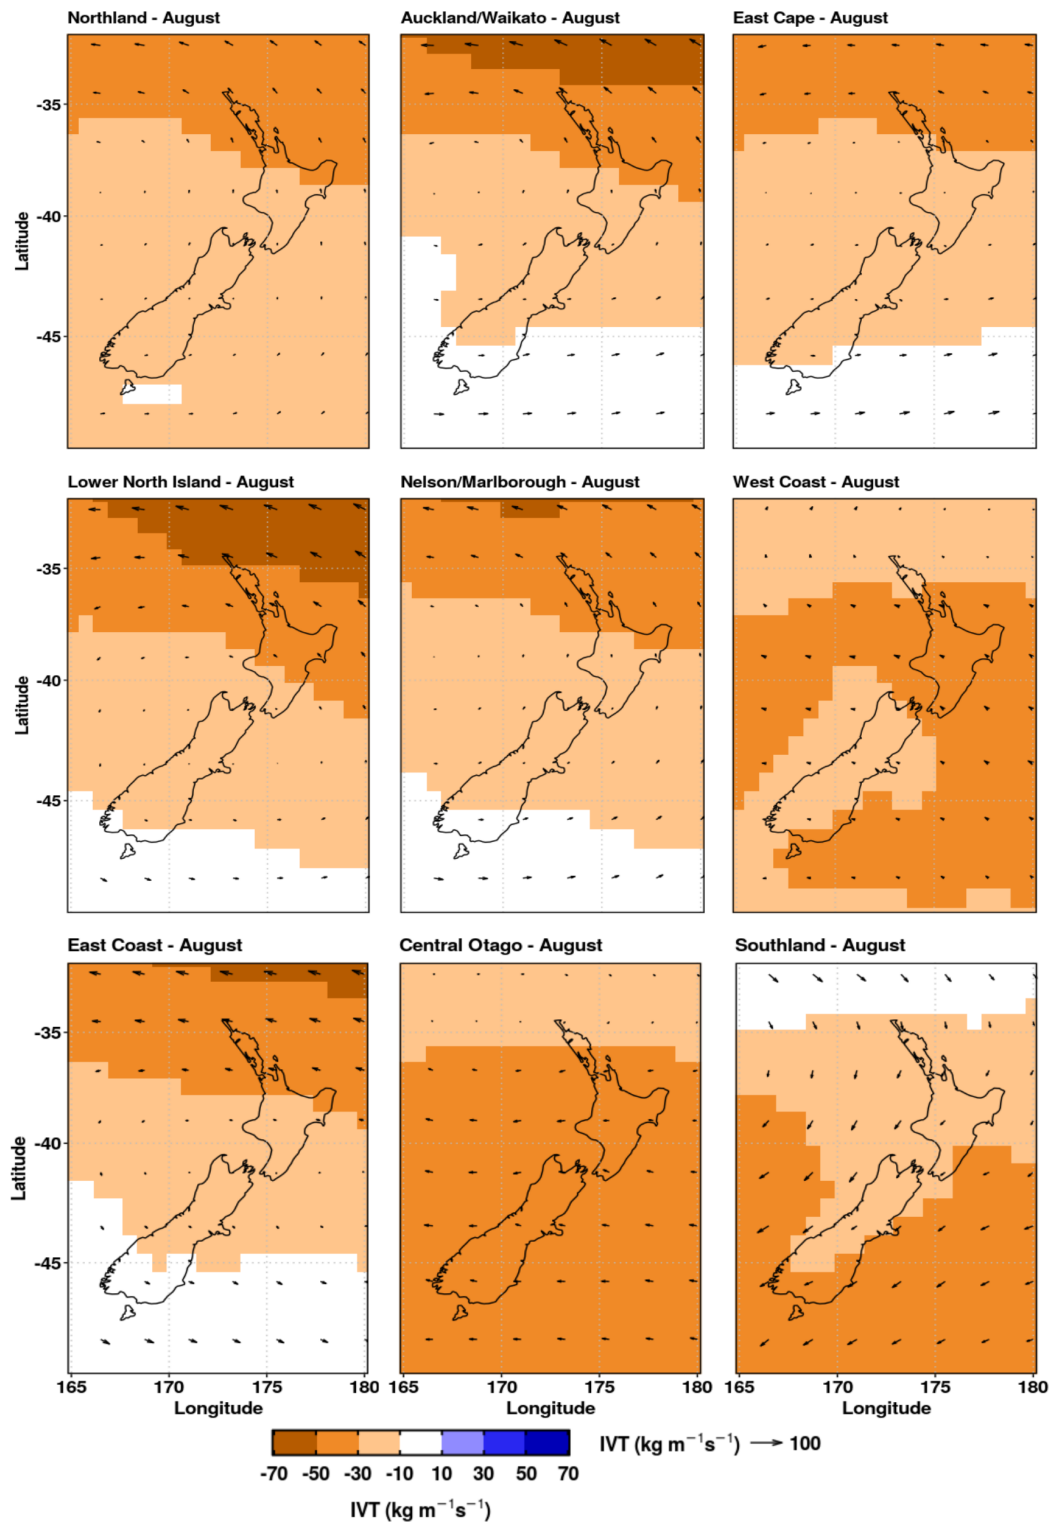 Northland - August
Auckland/Waikato - August
East Cape - August
-35
-40
-45
Latitude
Lower North Island - August
Nelson/Marlborough - August
West Coast - August
-35
-40
-45
Latitude
East Coast - August
Central Otago - August
Southland - August
-35
-40
-45
Latitude
165 170 175 180 165 170 175 180 165 170 175 180
Longitude Longitude Longitude
IVT (kg m⁻¹s⁻¹) 100
-70 -50 -30 -10 10 30 50 70
IVT (kg m⁻¹s⁻¹)